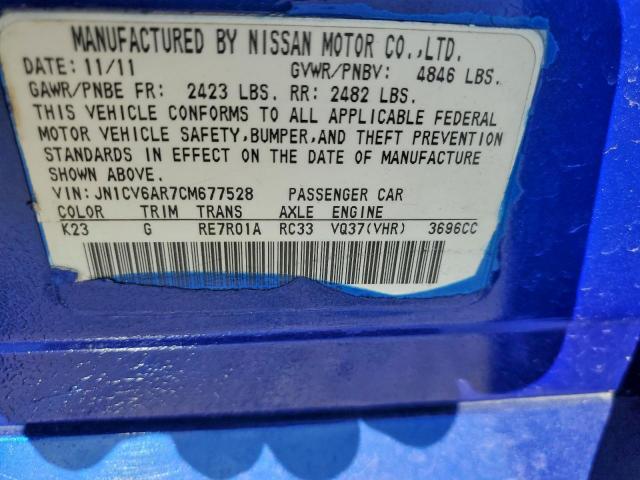 MANUFACTURED BY NISSAN MOTOR CO.,LTD.
DATE: 11/11 GVWR/PNBV: 4846 LBS.
GAWR/PNBE FR: 2423 LBS. RR: 2482 LBS.
THIS VEHICLE CONFORMS TO ALL APPLICABLE FEDERAL
MOTOR VEHICLE SAFETY,BUMPER,AND THEFT PREVENTION
STANDARDS IN EFFECT ON THE DATE OF MANUFACTURE
SHOWN ABOVE.
VIN: JN1CV6AR7CM677528 PASSENGER CAR
COLOR TRIM TRANS AXLE ENGINE
K23 G RE7R01A RC33 VQ37(VHR) 3696CC